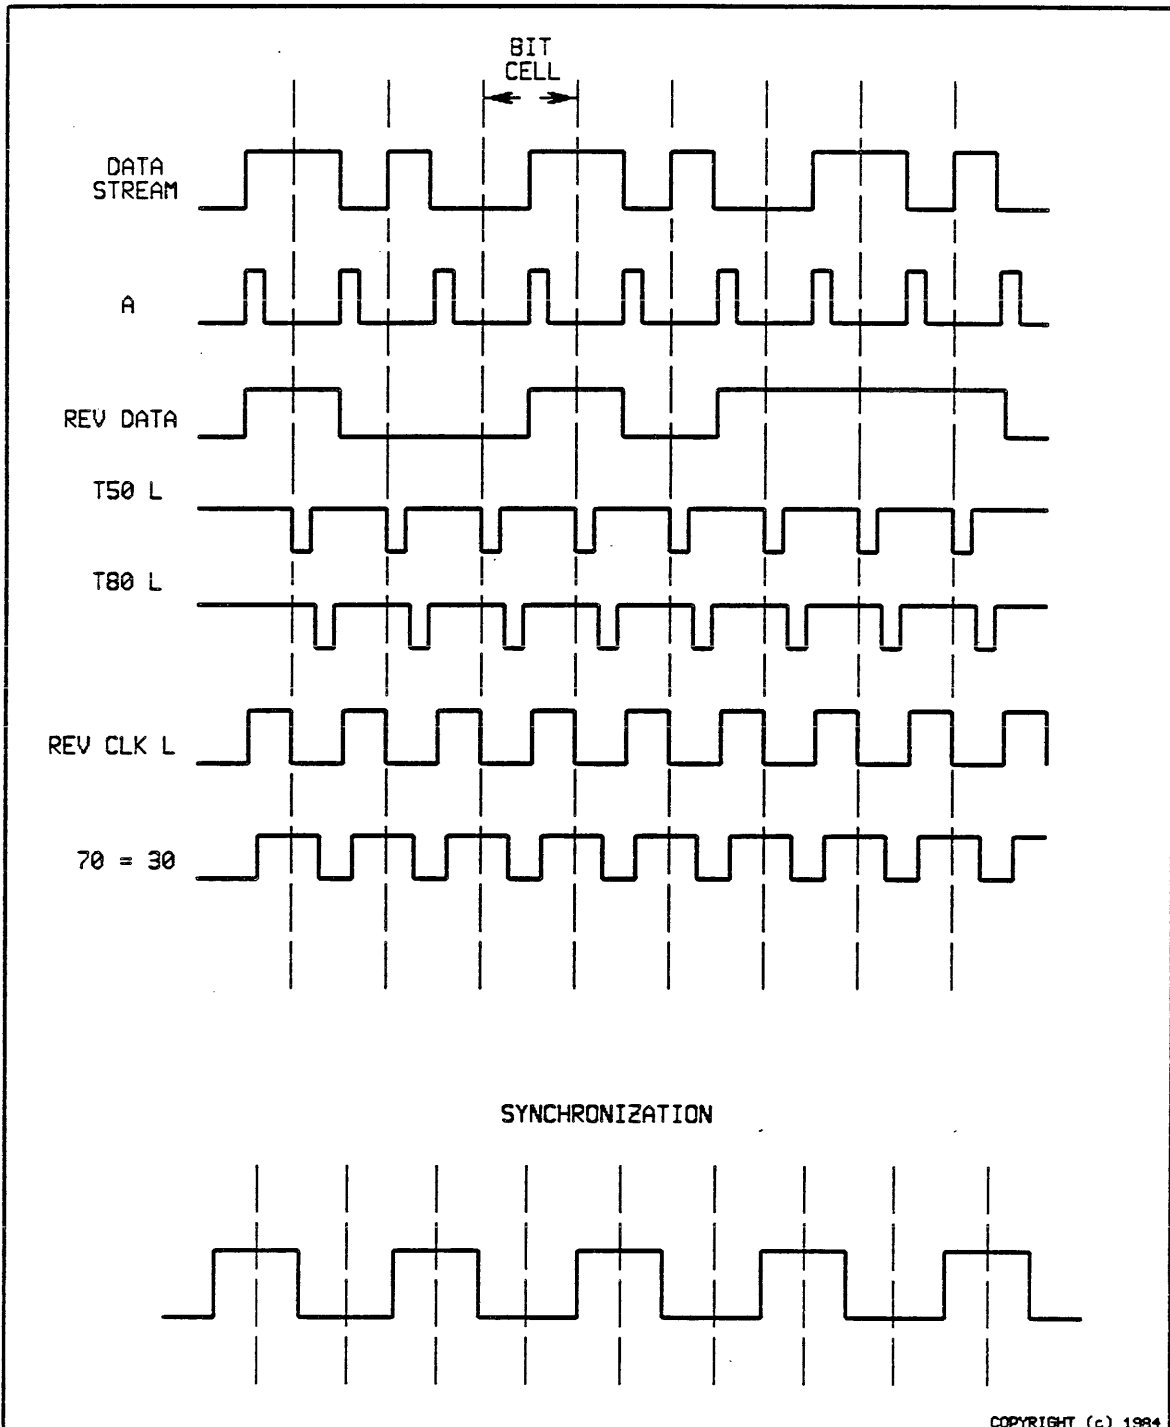 BIT
CELL
DATA
STREAM
A
REV DATA
T50 L
T80 L
REV CLK L
70 = 30
SYNCHRONIZATION
COPYRIGHT (c) 1984